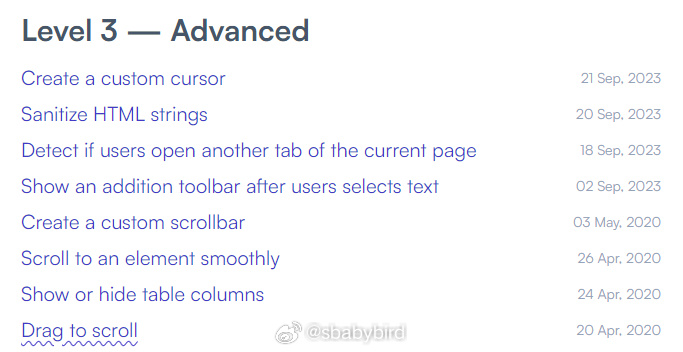 Level 3 — Advanced
Create a custom cursor 21 Sep, 2023
Sanitize HTML strings 20 Sep, 2023
Detect if users open another tab of the current page 18 Sep, 2023
Show an addition toolbar after users selects text 02 Sep, 2023
Create a custom scrollbar 03 May, 2020
Scroll to an element smoothly 26 Apr, 2020
Show or hide table columns 24 Apr, 2020
Drag to scroll @sbabybird 20 Apr, 2020